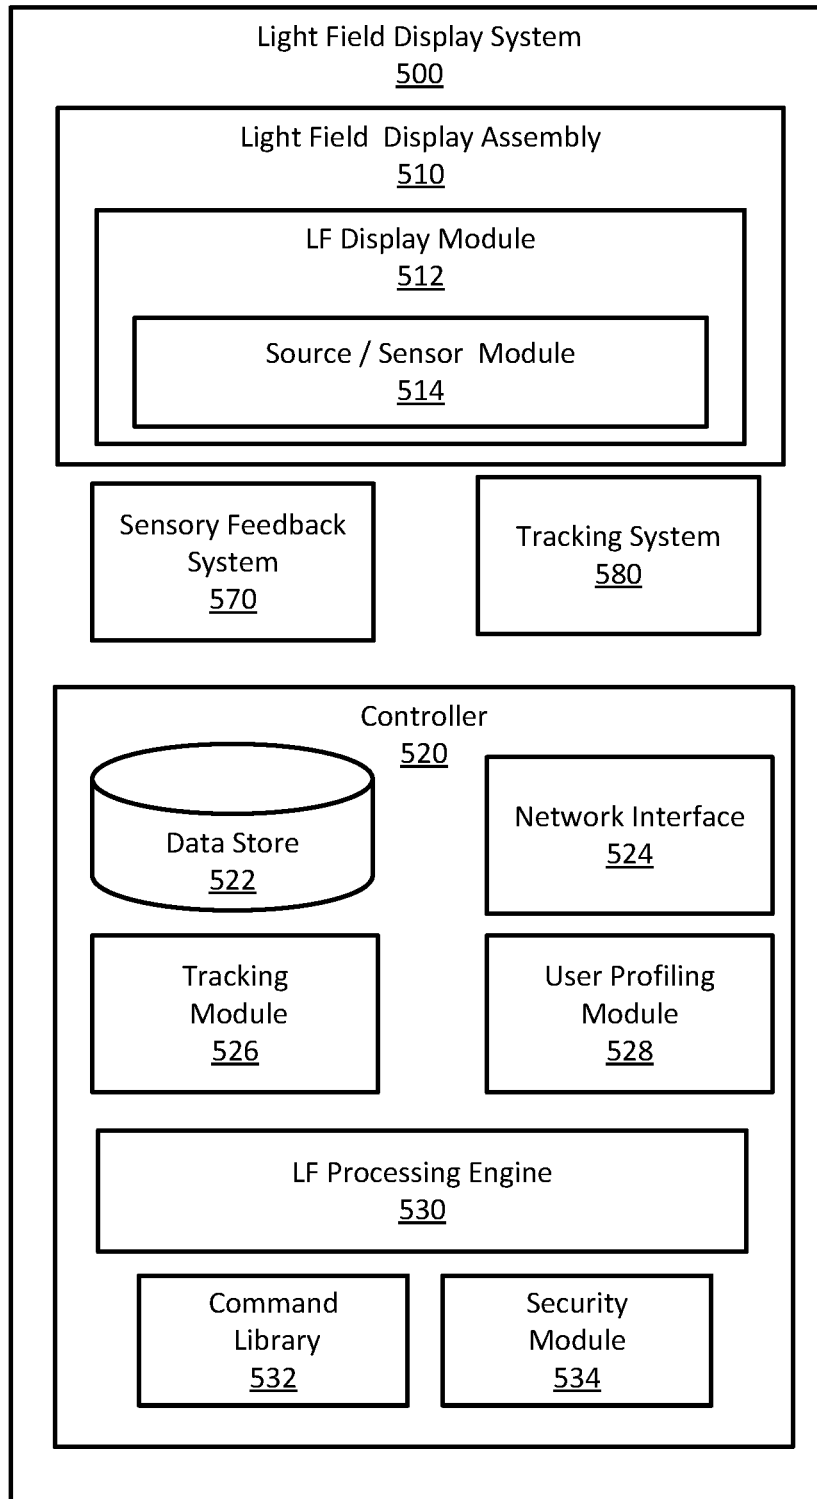 Light Field Display System
500
Light Field Display Assembly
510
LF Display Module
512
Source / Sensor Module
514
Sensory Feedback
System
570
Tracking System
580
Controller
520
Data Store
522
Network Interface
524
Tracking
Module
526
User Profiling
Module
528
LF Processing Engine
530
Command
Library
532
Security
Module
534